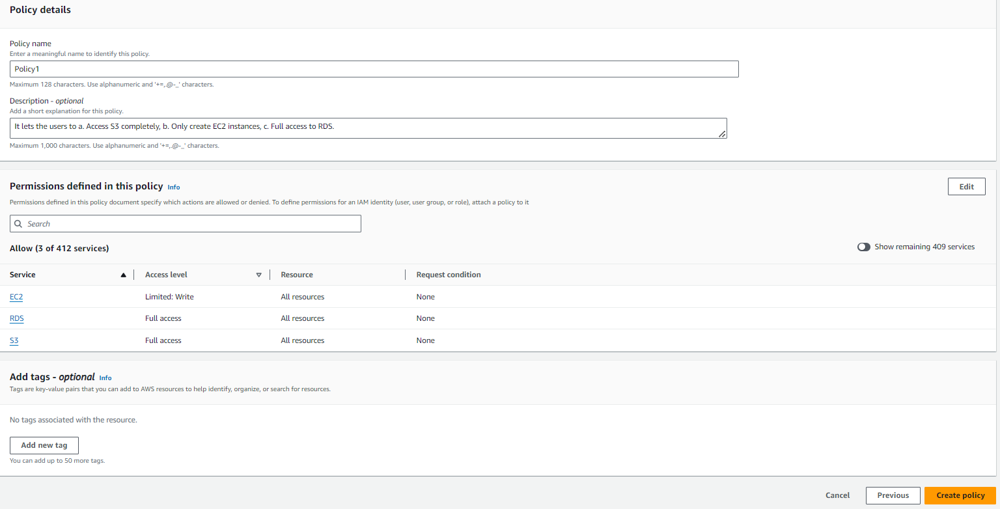 Policy details
Policy name
Enter a meaningful name to identify this policy.
Policy1
Maximum 128 characters. Use alphanumeric and '+=,.@-_' characters.
Description - optional
Add a short explanation for this policy.
It lets the users to a. Access S3 completely, b. Only create EC2 instances, c. Full access to RDS.
Maximum 1,000 characters. Use alphanumeric and '+=,.@-_' characters.
Permissions defined in this policy Info
Edit
Permissions defined in this policy document specify which actions are allowed or denied. To define permissions for an IAM identity (user, user group, or role), attach a policy to it
Search
Allow (3 of 412 services)
Show remaining 409 services
Service Access level Resource Request condition
EC2 Limited: Write All resources None
RDS Full access All resources None
S3 Full access All resources None
Add tags - optional Info
Tags are key-value pairs that you can add to AWS resources to help identify, organize, or search for resources.
No tags associated with the resource.
Add new tag
You can add up to 50 more tags.
Cancel Previous Create policy